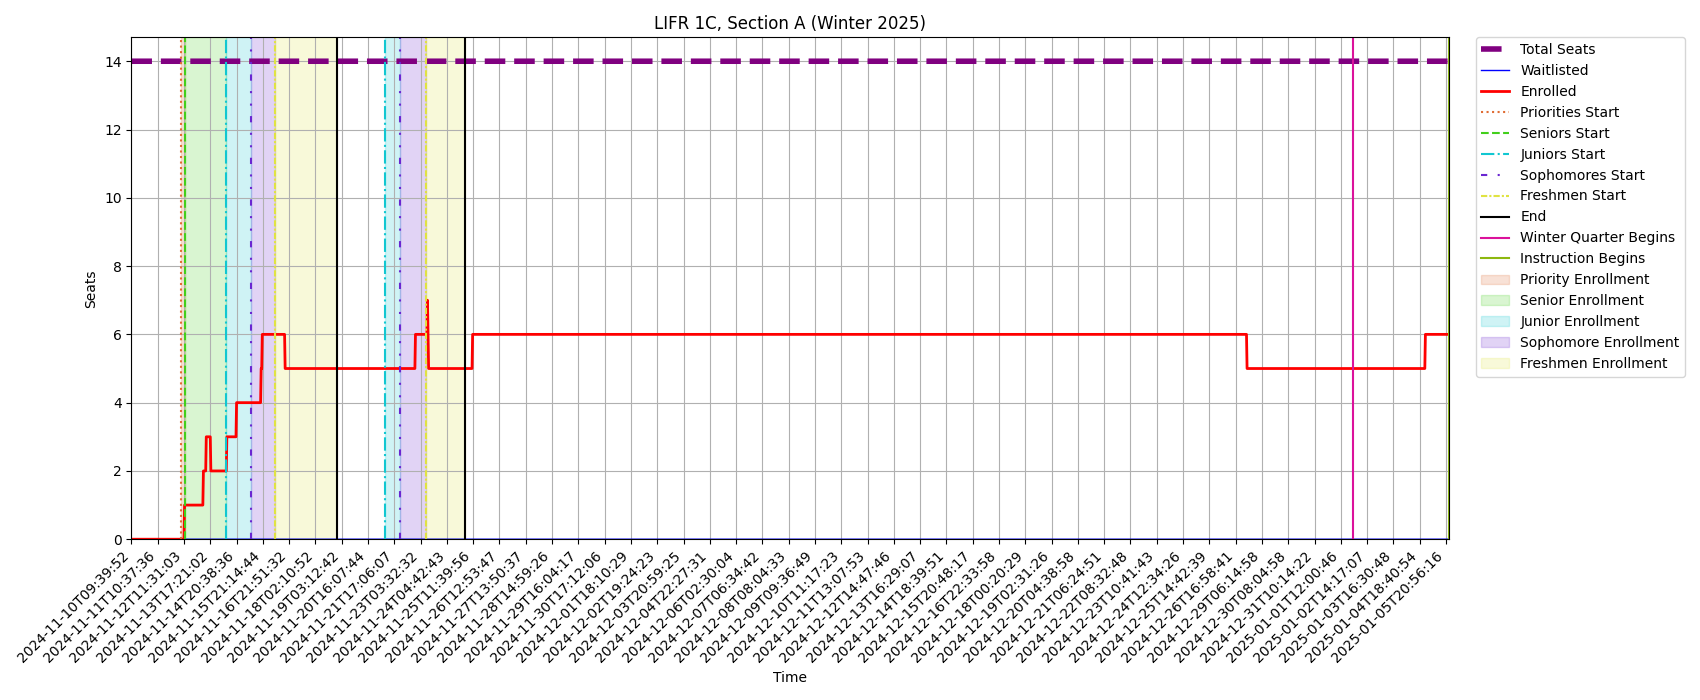 LIFR 1C, Section A (Winter 2025)
Seats
14
12
10
8
6
4
2
0
2024-11-10T09:39:52
2024-11-11T10:37:36
2024-11-12T11:31:03
2024-11-13T17:21:02
2024-11-14T20:38:36
2024-11-15T21:14:44
2024-11-16T21:51:32
2024-11-18T02:10:52
2024-11-19T03:12:42
2024-11-20T16:07:44
2024-11-21T17:06:07
2024-11-23T03:32:32
2024-11-24T04:42:43
2024-11-25T11:39:56
2024-11-26T12:53:47
2024-11-27T13:50:37
2024-11-28T14:59:26
2024-11-29T16:04:17
2024-11-30T17:12:06
2024-12-01T18:10:29
2024-12-02T19:24:23
2024-12-03T20:59:25
2024-12-04T22:27:31
2024-12-06T02:30:04
2024-12-07T06:34:42
2024-12-08T08:04:33
2024-12-09T09:36:49
2024-12-10T11:17:23
2024-12-11T13:07:53
2024-12-12T14:47:46
2024-12-13T16:29:07
2024-12-14T18:39:51
2024-12-15T20:48:17
2024-12-16T22:33:58
2024-12-18T00:20:29
2024-12-19T02:31:26
2024-12-20T04:38:58
2024-12-21T06:24:51
2024-12-22T08:32:48
2024-12-23T10:41:43
2024-12-24T12:34:26
2024-12-25T14:42:39
2024-12-26T16:58:41
2024-12-29T06:14:58
2024-12-30T08:04:58
2024-12-31T10:14:22
2025-01-01T12:00:46
2025-01-02T14:17:07
2025-01-03T16:30:48
2025-01-04T18:40:54
2025-01-05T20:56:16
Time
Total Seats
Waitlisted
Enrolled
Priorities Start
Seniors Start
Juniors Start
Sophomores Start
Freshmen Start
End
Winter Quarter Begins
Instruction Begins
Priority Enrollment
Senior Enrollment
Junior Enrollment
Sophomore Enrollment
Freshmen Enrollment